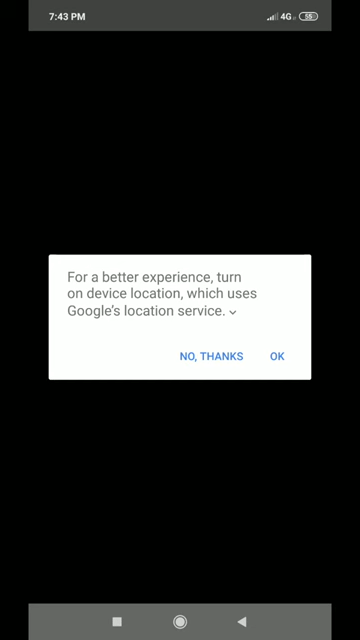 7:43 PM
4G
55
For a better experience, turn
on device location, which uses
Google's location service.
NO, THANKS
OK